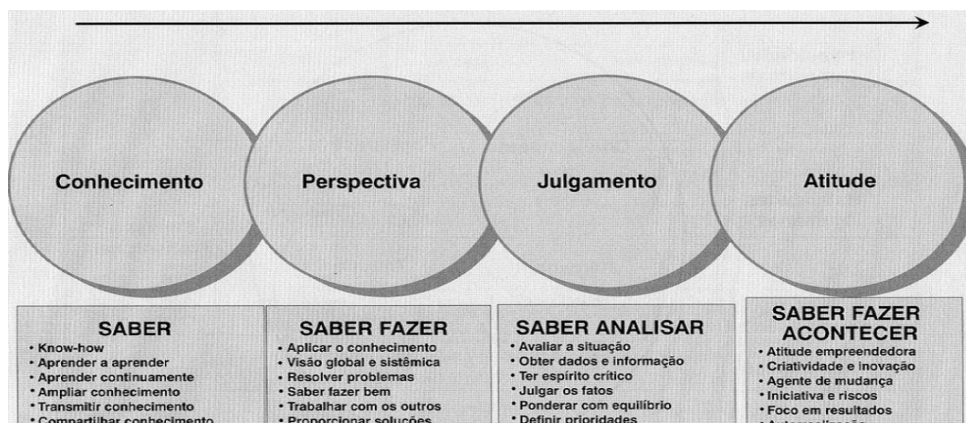 Conhecimento
Perspectiva
Julgamento
Atitude
SABER
• Know-how
• Aprender a aprender
• Aprender continuamente
• Ampliar conhecimento
• Transmitir conhecimento
• Compartilhar conhecimento
SABER FAZER
• Aplicar o conhecimento
• Visão global e sistêmica
• Resolver problemas
• Saber fazer bem
• Trabalhar com os outros
• Proporcionar soluções
SABER ANALISAR
• Avaliar a situação
• Obter dados e informação
• Ter espírito crítico
• Julgar os fatos
• Ponderar com equilíbrio
• Definir prioridades
SABER FAZER
ACONTECER
• Atitude empreendedora
• Criatividade e inovação
• Agente de mudança
• Iniciativa e riscos
• Foco em resultados
• Autorrealização